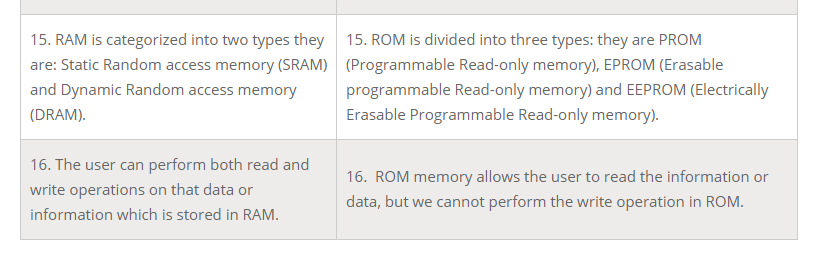 15. RAM is categorized into two types they
are: Static Random access memory (SRAM)
and Dynamic Random access memory
(DRAM).
15. ROM is divided into three types: they are PROM
(Programmable Read-only memory), EPROM (Erasable
programmable Read-only memory) and EEPROM (Electrically
Erasable Programmable Read-only memory).
16. The user can perform both read and
write operations on that data or
information which is stored in RAM.
16.  ROM memory allows the user to read the information or
data, but we cannot perform the write operation in ROM.